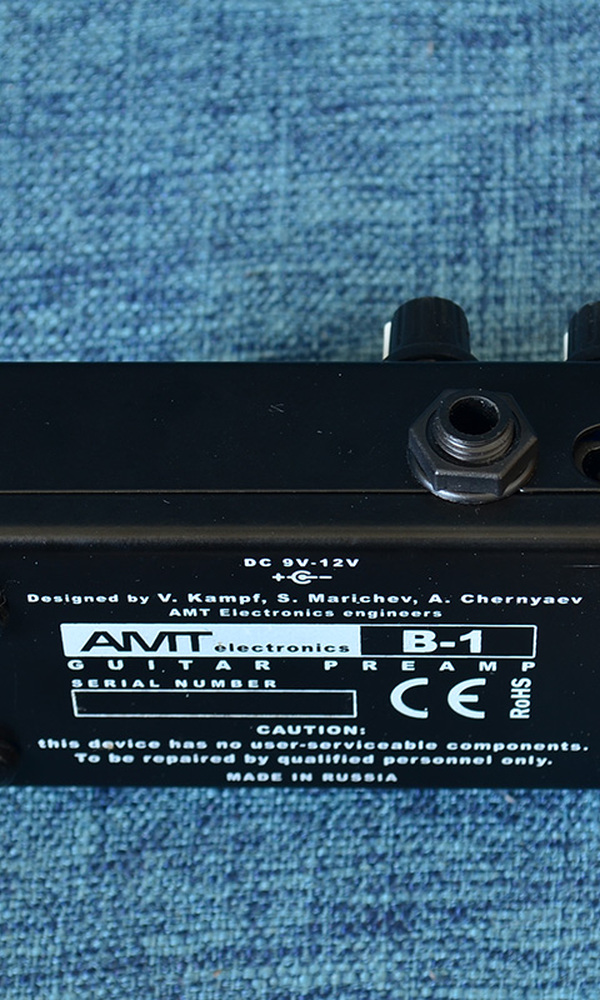 DC 9V-12V
Designed by V. Kampf, S. Marichev, A. Chernyaev
AMT Electronics engineers
AMT electronics B-1
GUITAR PREAMP
SERIAL NUMBER
CE RoHS
CAUTION:
this device has no user-serviceable components.
To be repaired by qualified personnel only.
MADE IN RUSSIA